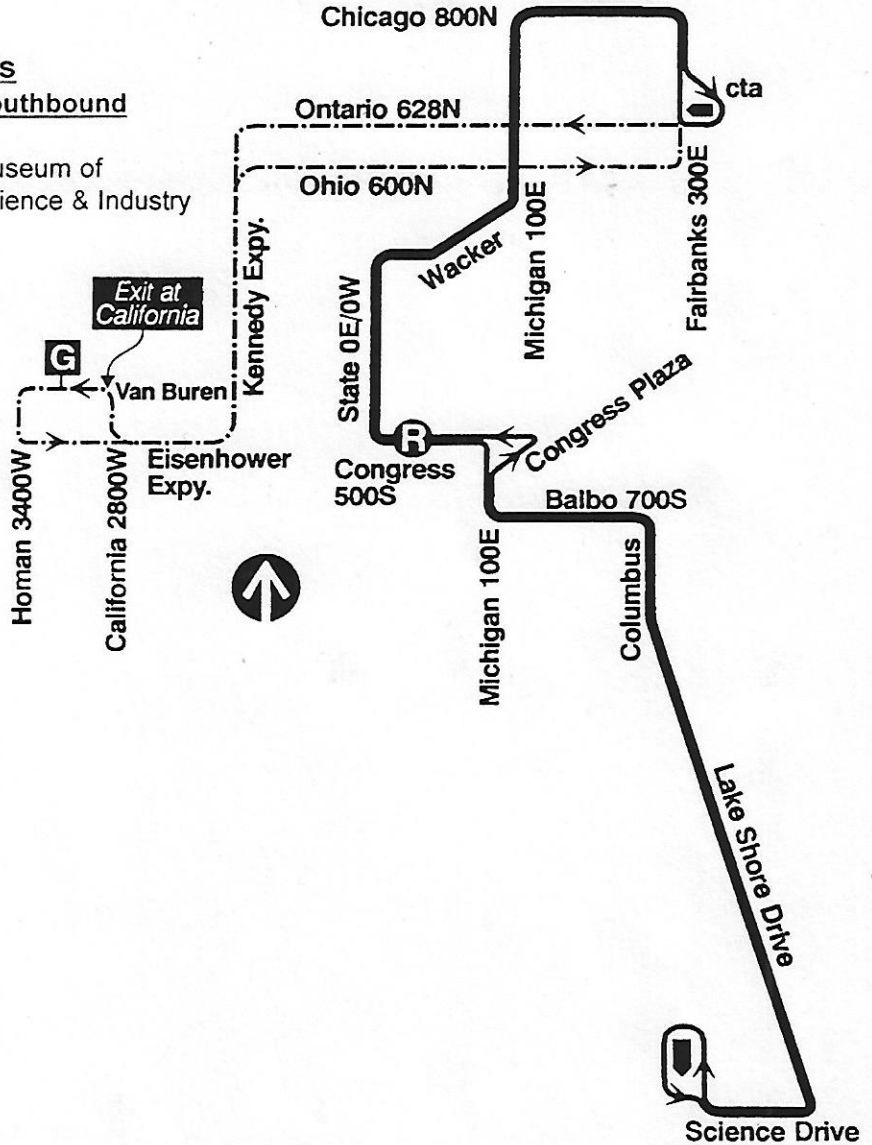 Chicago 800N
s
outhbound
cta
Ontario 628N
useum of
cience & Industry
Ohio 600N
Fairbanks 300E
Michigan 100E
Wacker
Kennedy Expy.
Exit at
California
State 0E/0W
G
Van Buren
Congress Plaza
R
Eisenhower
Expy.
Congress
500S
Balbo 700S
Homan 3400W
California 2800W
Michigan 100E
Columbus
Lake Shore Drive
Science Drive